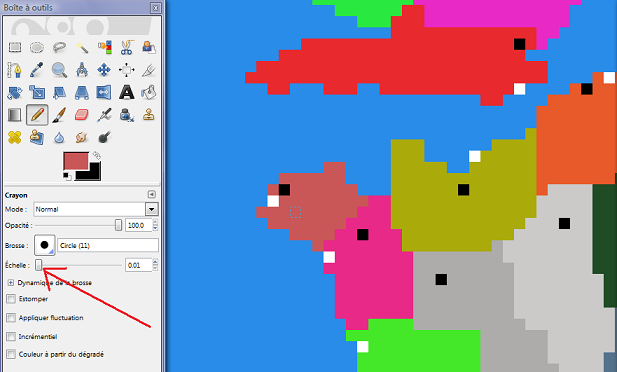 Boîte à outils
Crayon
Mode : Normal
Opacité : 100.0
Brosse : Circle (11)
Échelle : 0.01
Dynamique de la brosse
Estomper
Appliquer fluctuation
Incrémentiel
Couleur à partir du dégradé